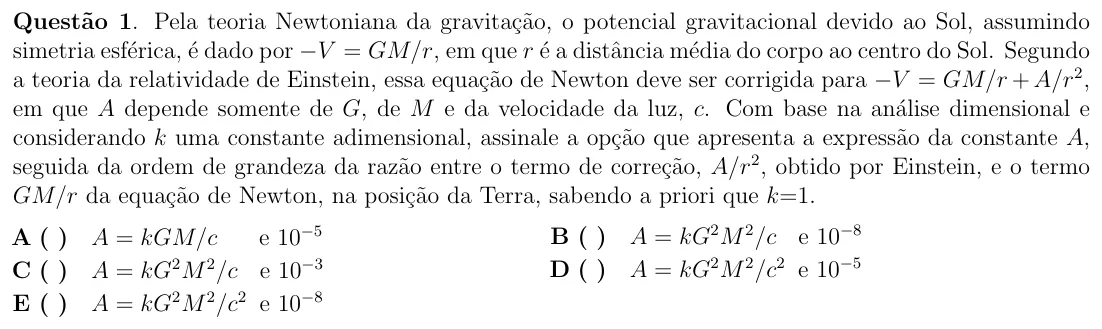 Questão 1. Pela teoria Newtoniana da gravitação, o potencial gravitacional devido ao Sol, assumindo
simetria esférica, é dado por −V = GM/r, em que r é a distância média do corpo ao centro do Sol. Segundo
a teoria da relatividade de Einstein, essa equação de Newton deve ser corrigida para −V = GM/r + A/r²,
em que A depende somente de G, de M e da velocidade da luz, c. Com base na análise dimensional e
considerando k uma constante adimensional, assinale a opção que apresenta a expressão da constante A,
seguida da ordem de grandeza da razão entre o termo de correção, A/r², obtido por Einstein, e o termo
GM/r da equação de Newton, na posição da Terra, sabendo a priori que k=1.
A ( ) A = kGM/c e 10⁻⁵
B ( ) A = kG²M²/c e 10⁻⁸
C ( ) A = kG²M²/c e 10⁻³
D ( ) A = kG²M²/c² e 10⁻⁵
E ( ) A = kG²M²/c² e 10⁻⁸